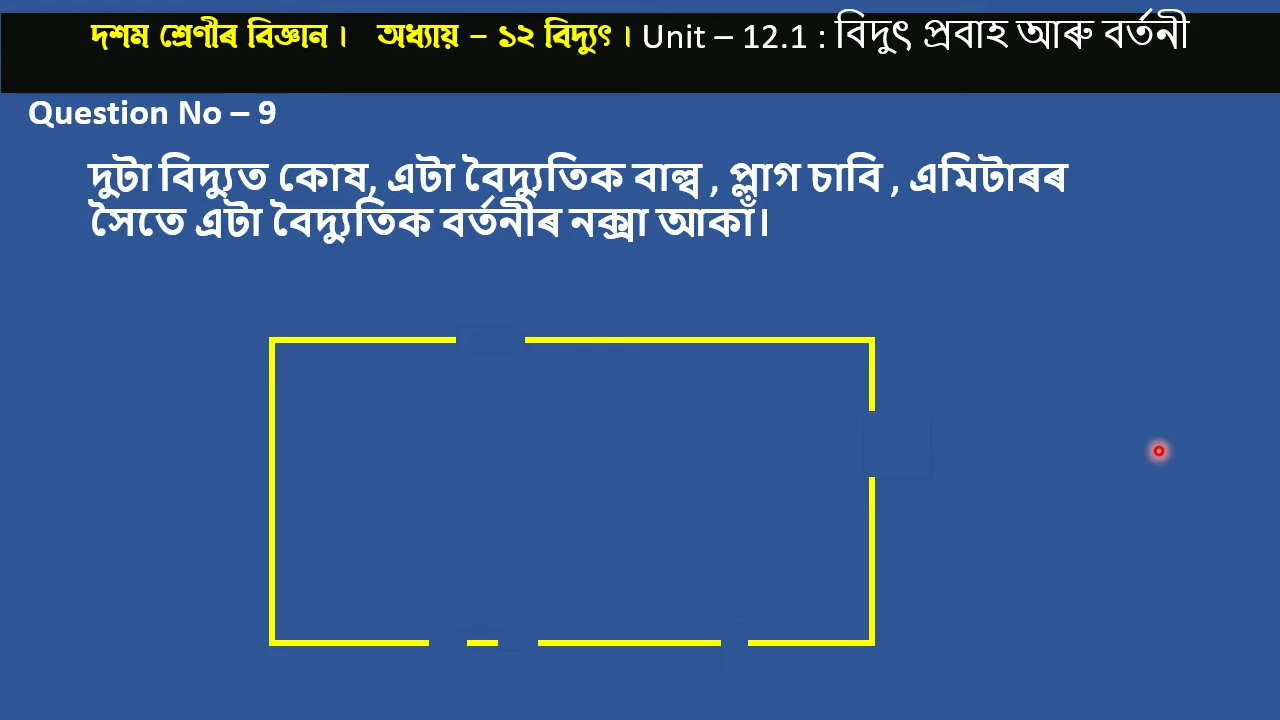 দশম শ্ৰেণীৰ বিজ্ঞান ।   অধ্যায় – ১২ বিদ্যুৎ । Unit – 12.1 : বিদুৎ প্ৰবাহ আৰু বৰ্তনী
Question No – 9
দুটা বিদ্যুত কোষ, এটা বৈদ্যুতিক বাল্ব , প্লাগ চাবি , এমিটাৰৰ
সৈতে এটা বৈদ্যুতিক বৰ্তনীৰ নক্সা আকাঁ।